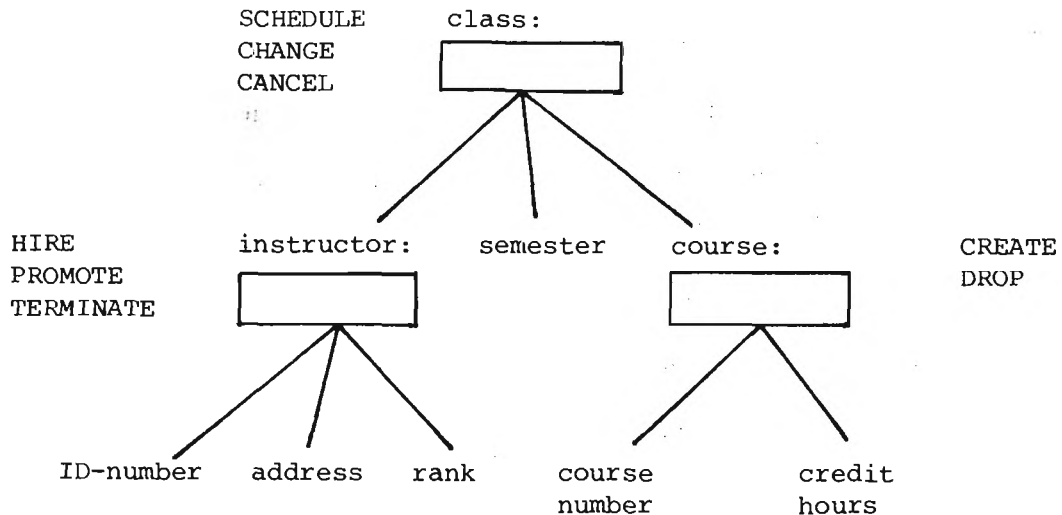 SCHEDULE class:
CHANGE
CANCEL
HIRE instructor: semester course: CREATE
PROMOTE DROP
TERMINATE
ID-number address rank course credit
number hours